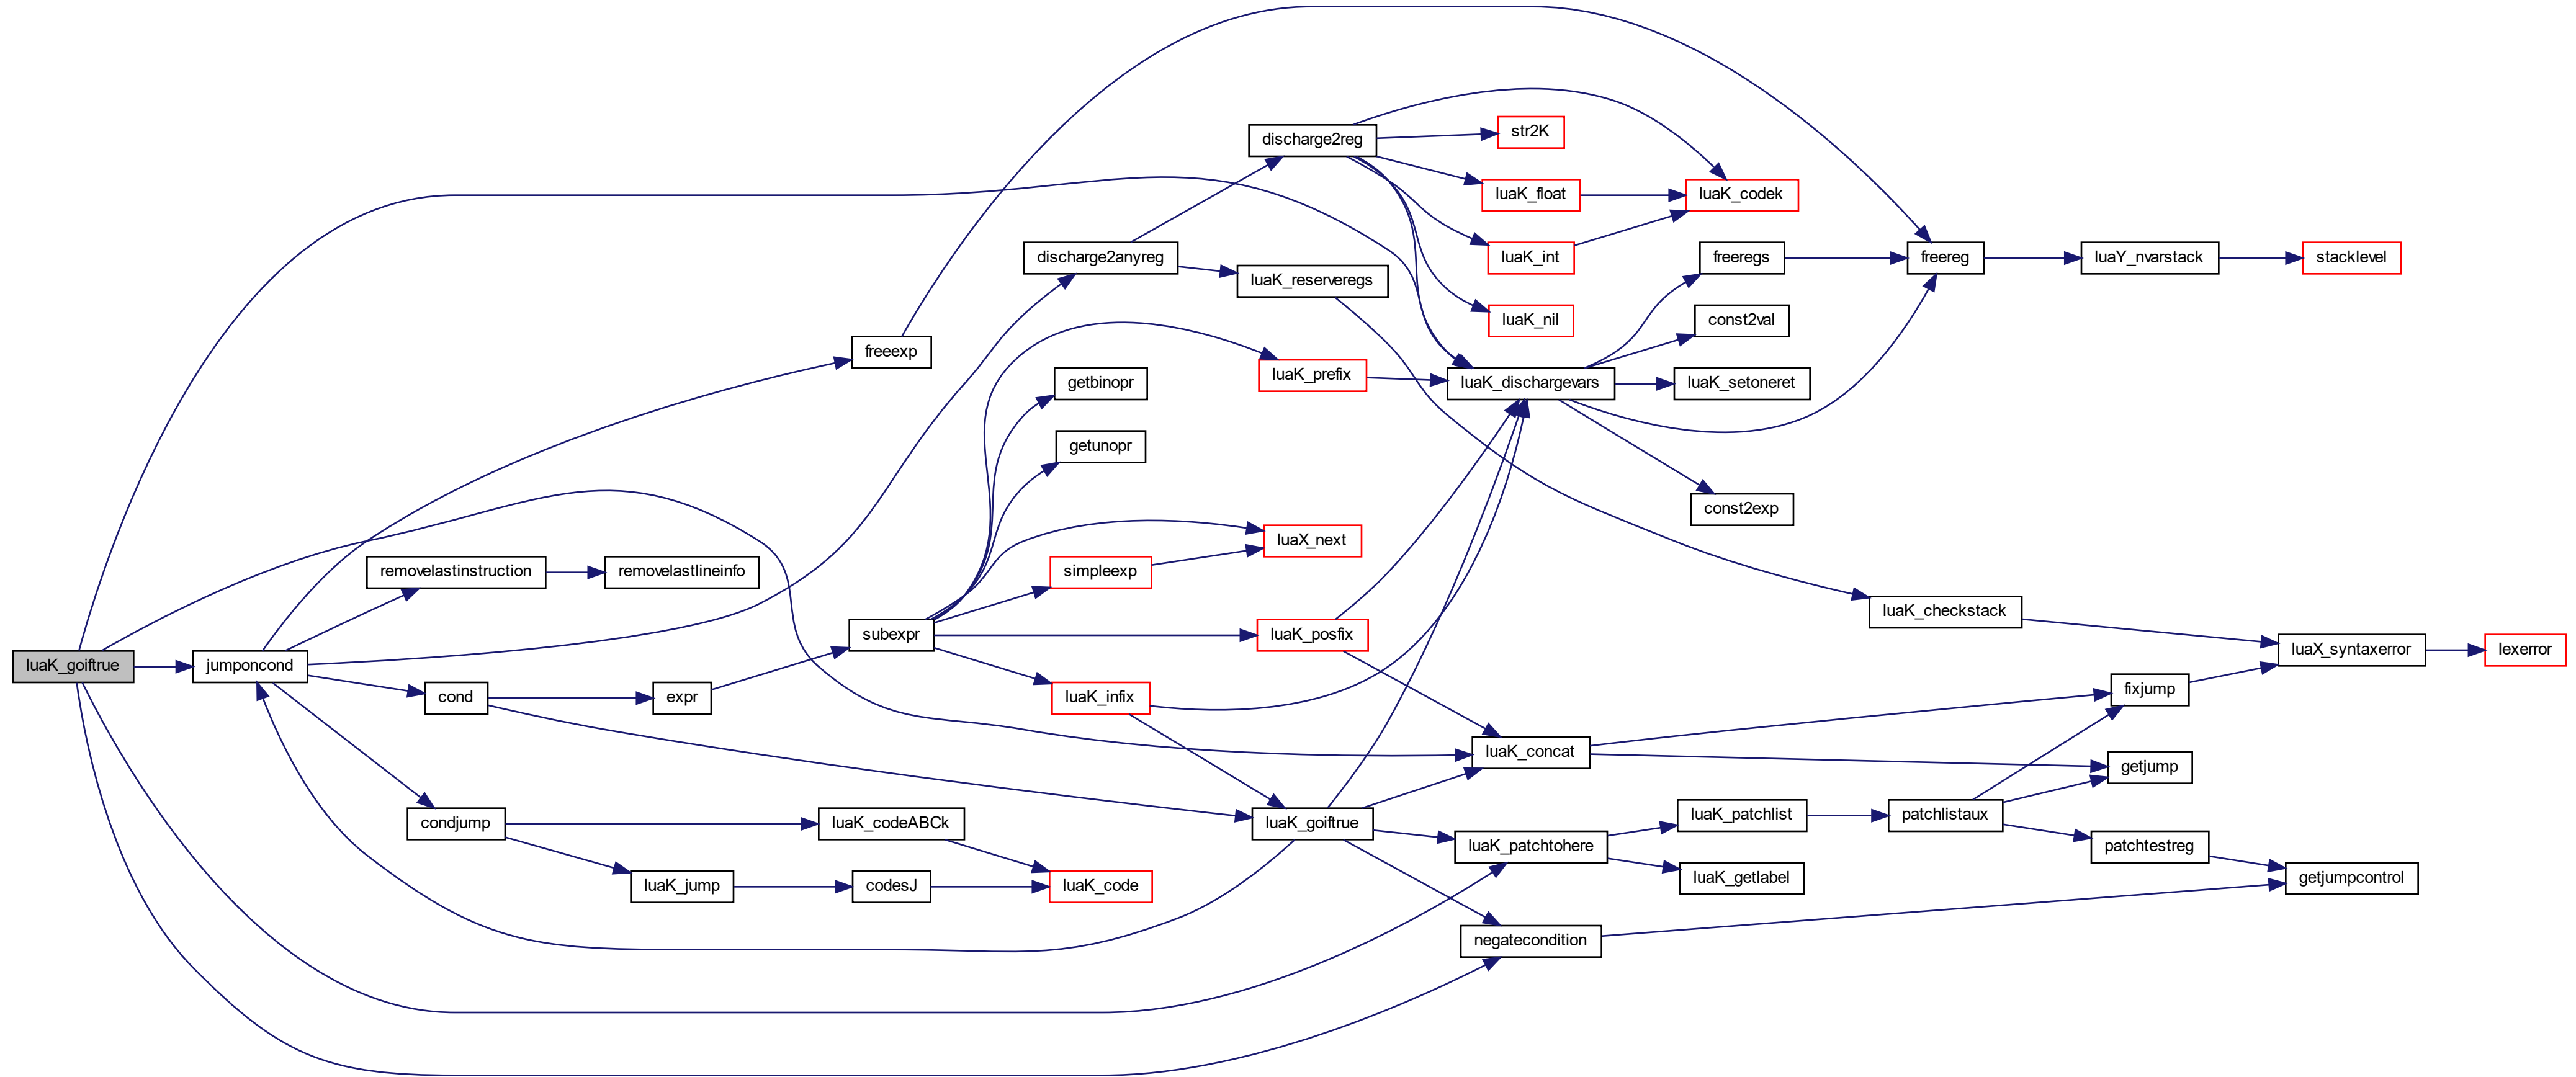 discharge2reg
str2K
luaK_float
luaK_codek
discharge2anyreg
luaK_int
freeregs
freereg
luaY_nvarstack
stacklevel
luaK_reserveregs
luaK_nil
const2val
freeexp
luaK_prefix
getbinopr
luaK_dischargevars
luaK_setoneret
getunopr
const2exp
luaX_next
removelastinstruction
removelastlineinfo
simpleexp
luaK_checkstack
subexpr
luaK_posfix
luaX_syntaxerror
lexerror
luaK_goiftrue
jumponcond
cond
expr
luaK_infix
fixjump
luaK_concat
getjump
condjump
luaK_codeABCk
luaK_goiftrue
luaK_patchlist
patchlistaux
luaK_patchtohere
patchtestreg
luaK_jump
codesJ
luaK_code
luaK_getlabel
getjumpcontrol
negatecondition